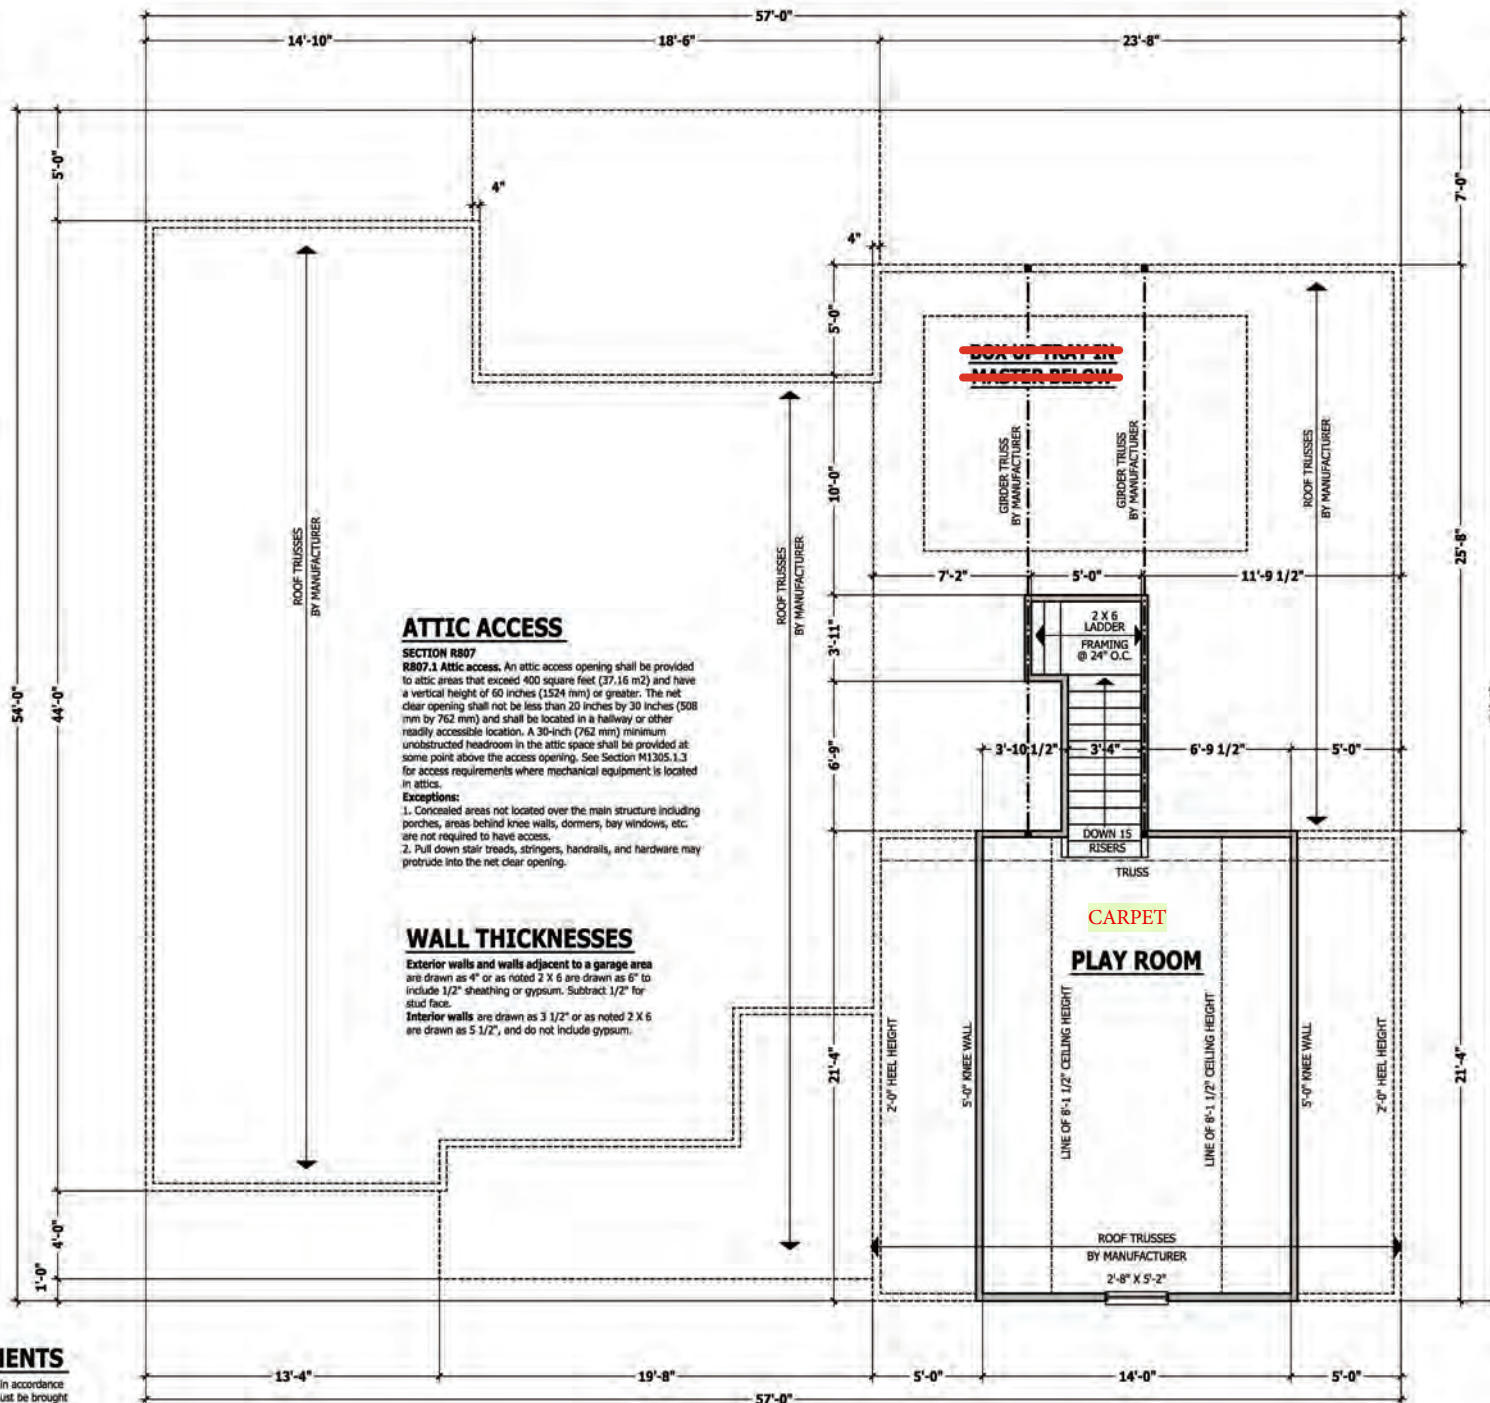 57'-0"
14'-10"
18'-6"
23'-8"
5'-0"
7'-0"
4"
4"
5'-0"
BOX UP TRAY IN
MASTER BELOW
GIRDER TRUSS
BY MANUFACTURER
GIRDER TRUSS
BY MANUFACTURER
ROOF TRUSSES
BY MANUFACTURER
10'-0"
25'-8"
ROOF TRUSSES
BY MANUFACTURER
ROOF TRUSSES
BY MANUFACTURER
7'-2"
5'-0"
11'-9 1/2"
2 X 6
LADDER
FRAMING
@ 24" O.C.
3'-11"
54'-0"
44'-0"
ATTIC ACCESS
SECTION R807
R807.1 Attic access. An attic access opening shall be provided
to attic areas that exceed 400 square feet (37.16 m2) and have
a vertical height of 60 inches (1524 mm) or greater. The net
clear opening shall not be less than 20 inches by 30 inches (508
mm by 762 mm) and shall be located in a hallway or other
readily accessible location. A 30-inch (762 mm) minimum
unobstructed headroom in the attic space shall be provided at
some point above the access opening. See Section M1305.1.3
for access requirements where mechanical equipment is located
in attics.
Exceptions:
1. Concealed areas not located over the main structure including
porches, areas behind knee walls, dormers, bay windows, etc.
are not required to have access.
2. Pull down stair treads, stringers, handrails, and hardware may
protrude into the net clear opening.
6'-9"
3'-10 1/2"
3'-4"
6'-9 1/2"
5'-0"
DOWN 15
RISERS
TRUSS
CARPET
PLAY ROOM
WALL THICKNESSES
Exterior walls and walls adjacent to a garage area
are drawn as 4" or as noted 2 X 6 are drawn as 6" to
include 1/2" sheathing or gypsum. Subtract 1/2" for
stud face.
Interior walls are drawn as 3 1/2" or as noted 2 X 6
are drawn as 5 1/2", and do not include gypsum.
21'-4"
2'-0" HEEL HEIGHT
5'-0" KNEE WALL
LINE OF 8'-1 1/2" CEILING HEIGHT
LINE OF 8'-1 1/2" CEILING HEIGHT
5'-0" KNEE WALL
2'-0" HEEL HEIGHT
21'-4"
4'-0"
1'-0"
ROOF TRUSSES
BY MANUFACTURER
2'-8" X 5'-2"
MENTS
in accordance
ust be brought
13'-4"
19'-8"
5'-0"
14'-0"
5'-0"
57'-0"